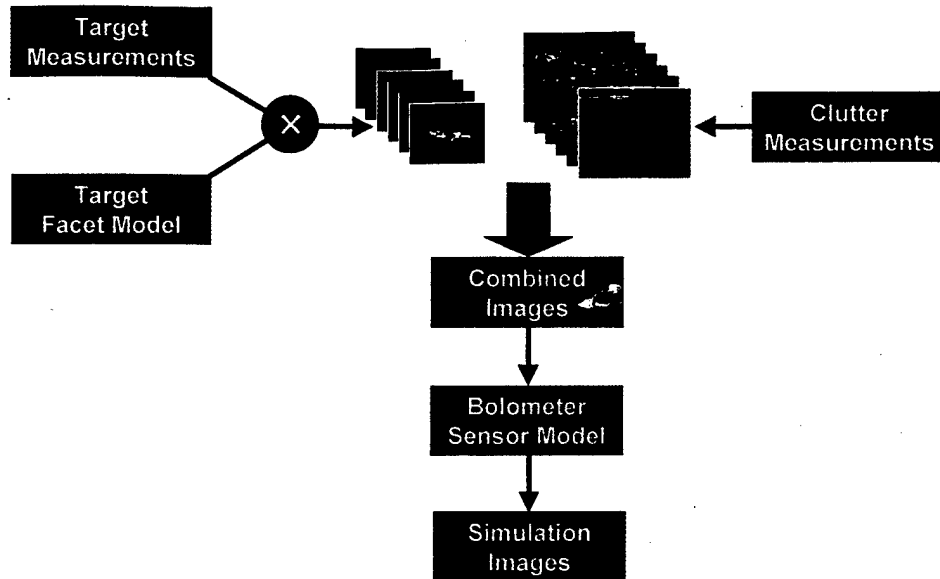 Target
Measurements
X
Target
Facet Model
Clutter
Measurements
Combined
Images
Bolometer
Sensor Model
Simulation
Images